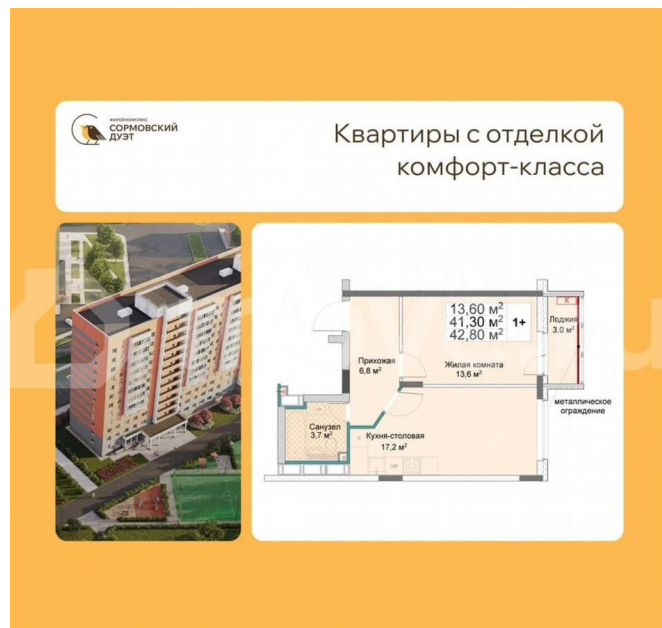 ЖИЛОЙ КОМПЛЕКС
СОРМОВСКИЙ
ДУЭТ
Квартиры с отделкой
комфорт-класса
13,60 м²
41,30 м²
42,80 м²
1+
К
Лоджия
3.0 м²
Прихожая
6,8 м²
Жилая комната
13,6 м²
металлическое
ограждение
Санузел
3.7 м²
Кухня-столовая
17,2 м²